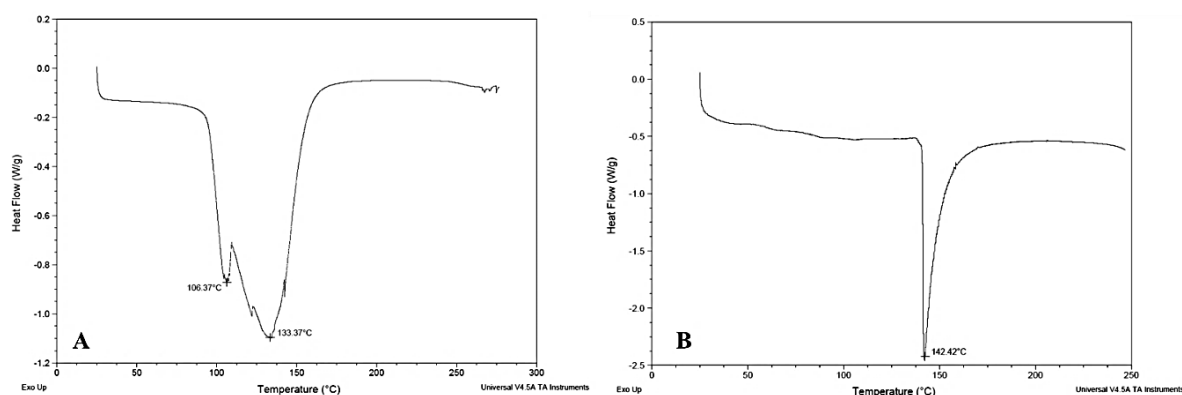 0.2
0.0
-0.2
-0.4
-0.6
-0.8
-1.0
-1.2
Heat Flow (W/g)
106.37°C
133.37°C
A
0
50
100
150
200
250
300
Exo Up
Temperature (°C)
Universal V4.5A TA Instruments
0.5
0.0
-0.5
-1.0
-1.5
-2.0
-2.5
Heat Flow (W/g)
142.42°C
B
0
50
100
150
200
250
Exo Up
Temperature (°C)
Universal V4.5A TA Instruments